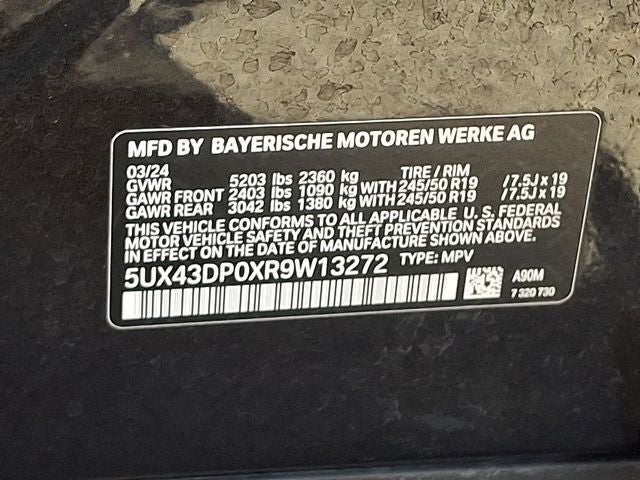 MFD BY BAYERISCHE MOTOREN WERKE AG
03/24 TIRE / RIM
GVWR 5203 lbs 2360 kg
GAWR FRONT 2403 lbs 1090 kg WITH 245/50 R19 /7.5J x 19
GAWR REAR 3042 lbs 1380 kg WITH 245/50 R19 /7.5J x 19
THIS VEHICLE CONFORMS TO ALL APPLICABLE U. S. FEDERAL
MOTOR VEHICLE SAFETY AND THEFT PREVENTION STANDARDS
IN EFFECT ON THE DATE OF MANUFACTURE SHOWN ABOVE.
5UX43DP0XR9W13272 TYPE: MPV
A90M
7 320 730